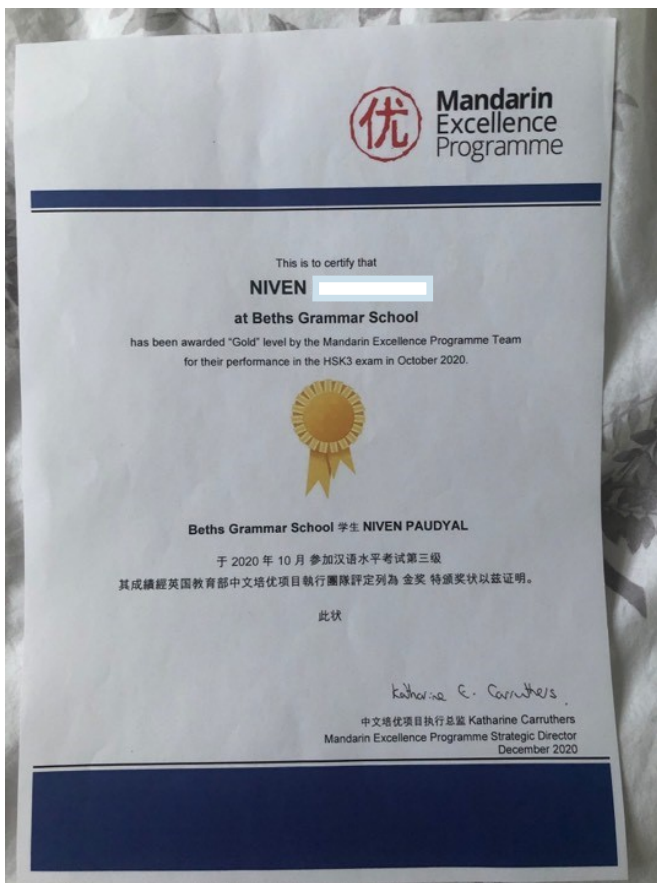 优
Mandarin
Excellence
Programme
This is to certify that
NIVEN
at Beths Grammar School
has been awarded "Gold" level by the Mandarin Excellence Programme Team
for their performance in the HSK3 exam in October 2020.
Beths Grammar School 学生 NIVEN PAUDYAL
于 2020 年 10 月 参加汉语水平考试第三级
其成績經英国教育部中文培优项目執行團隊評定列為 金奖 特颁奖状以兹证明。
此状
Katharine E. Carruthers
中文培优项目执行总监 Katharine Carruthers
Mandarin Excellence Programme Strategic Director
December 2020